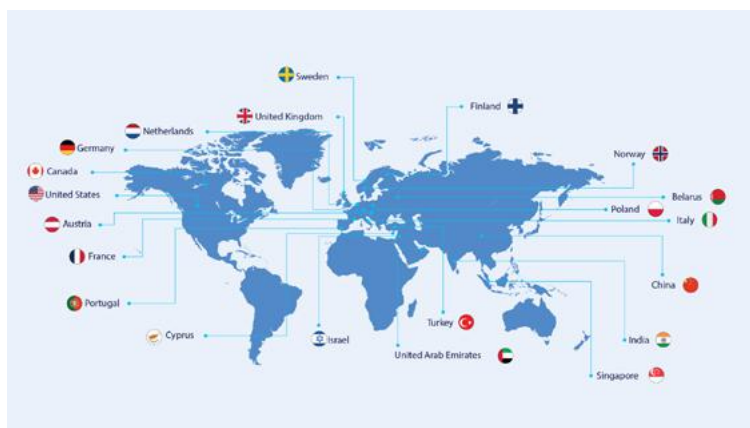 Sweden
Finland
United Kingdom
Netherlands
Germany
Norway
Canada
United States
Belarus
Poland
Italy
Austria
France
China
Portugal
Turkey
Cyprus
Israel
India
United Arab Emirates
Singapore